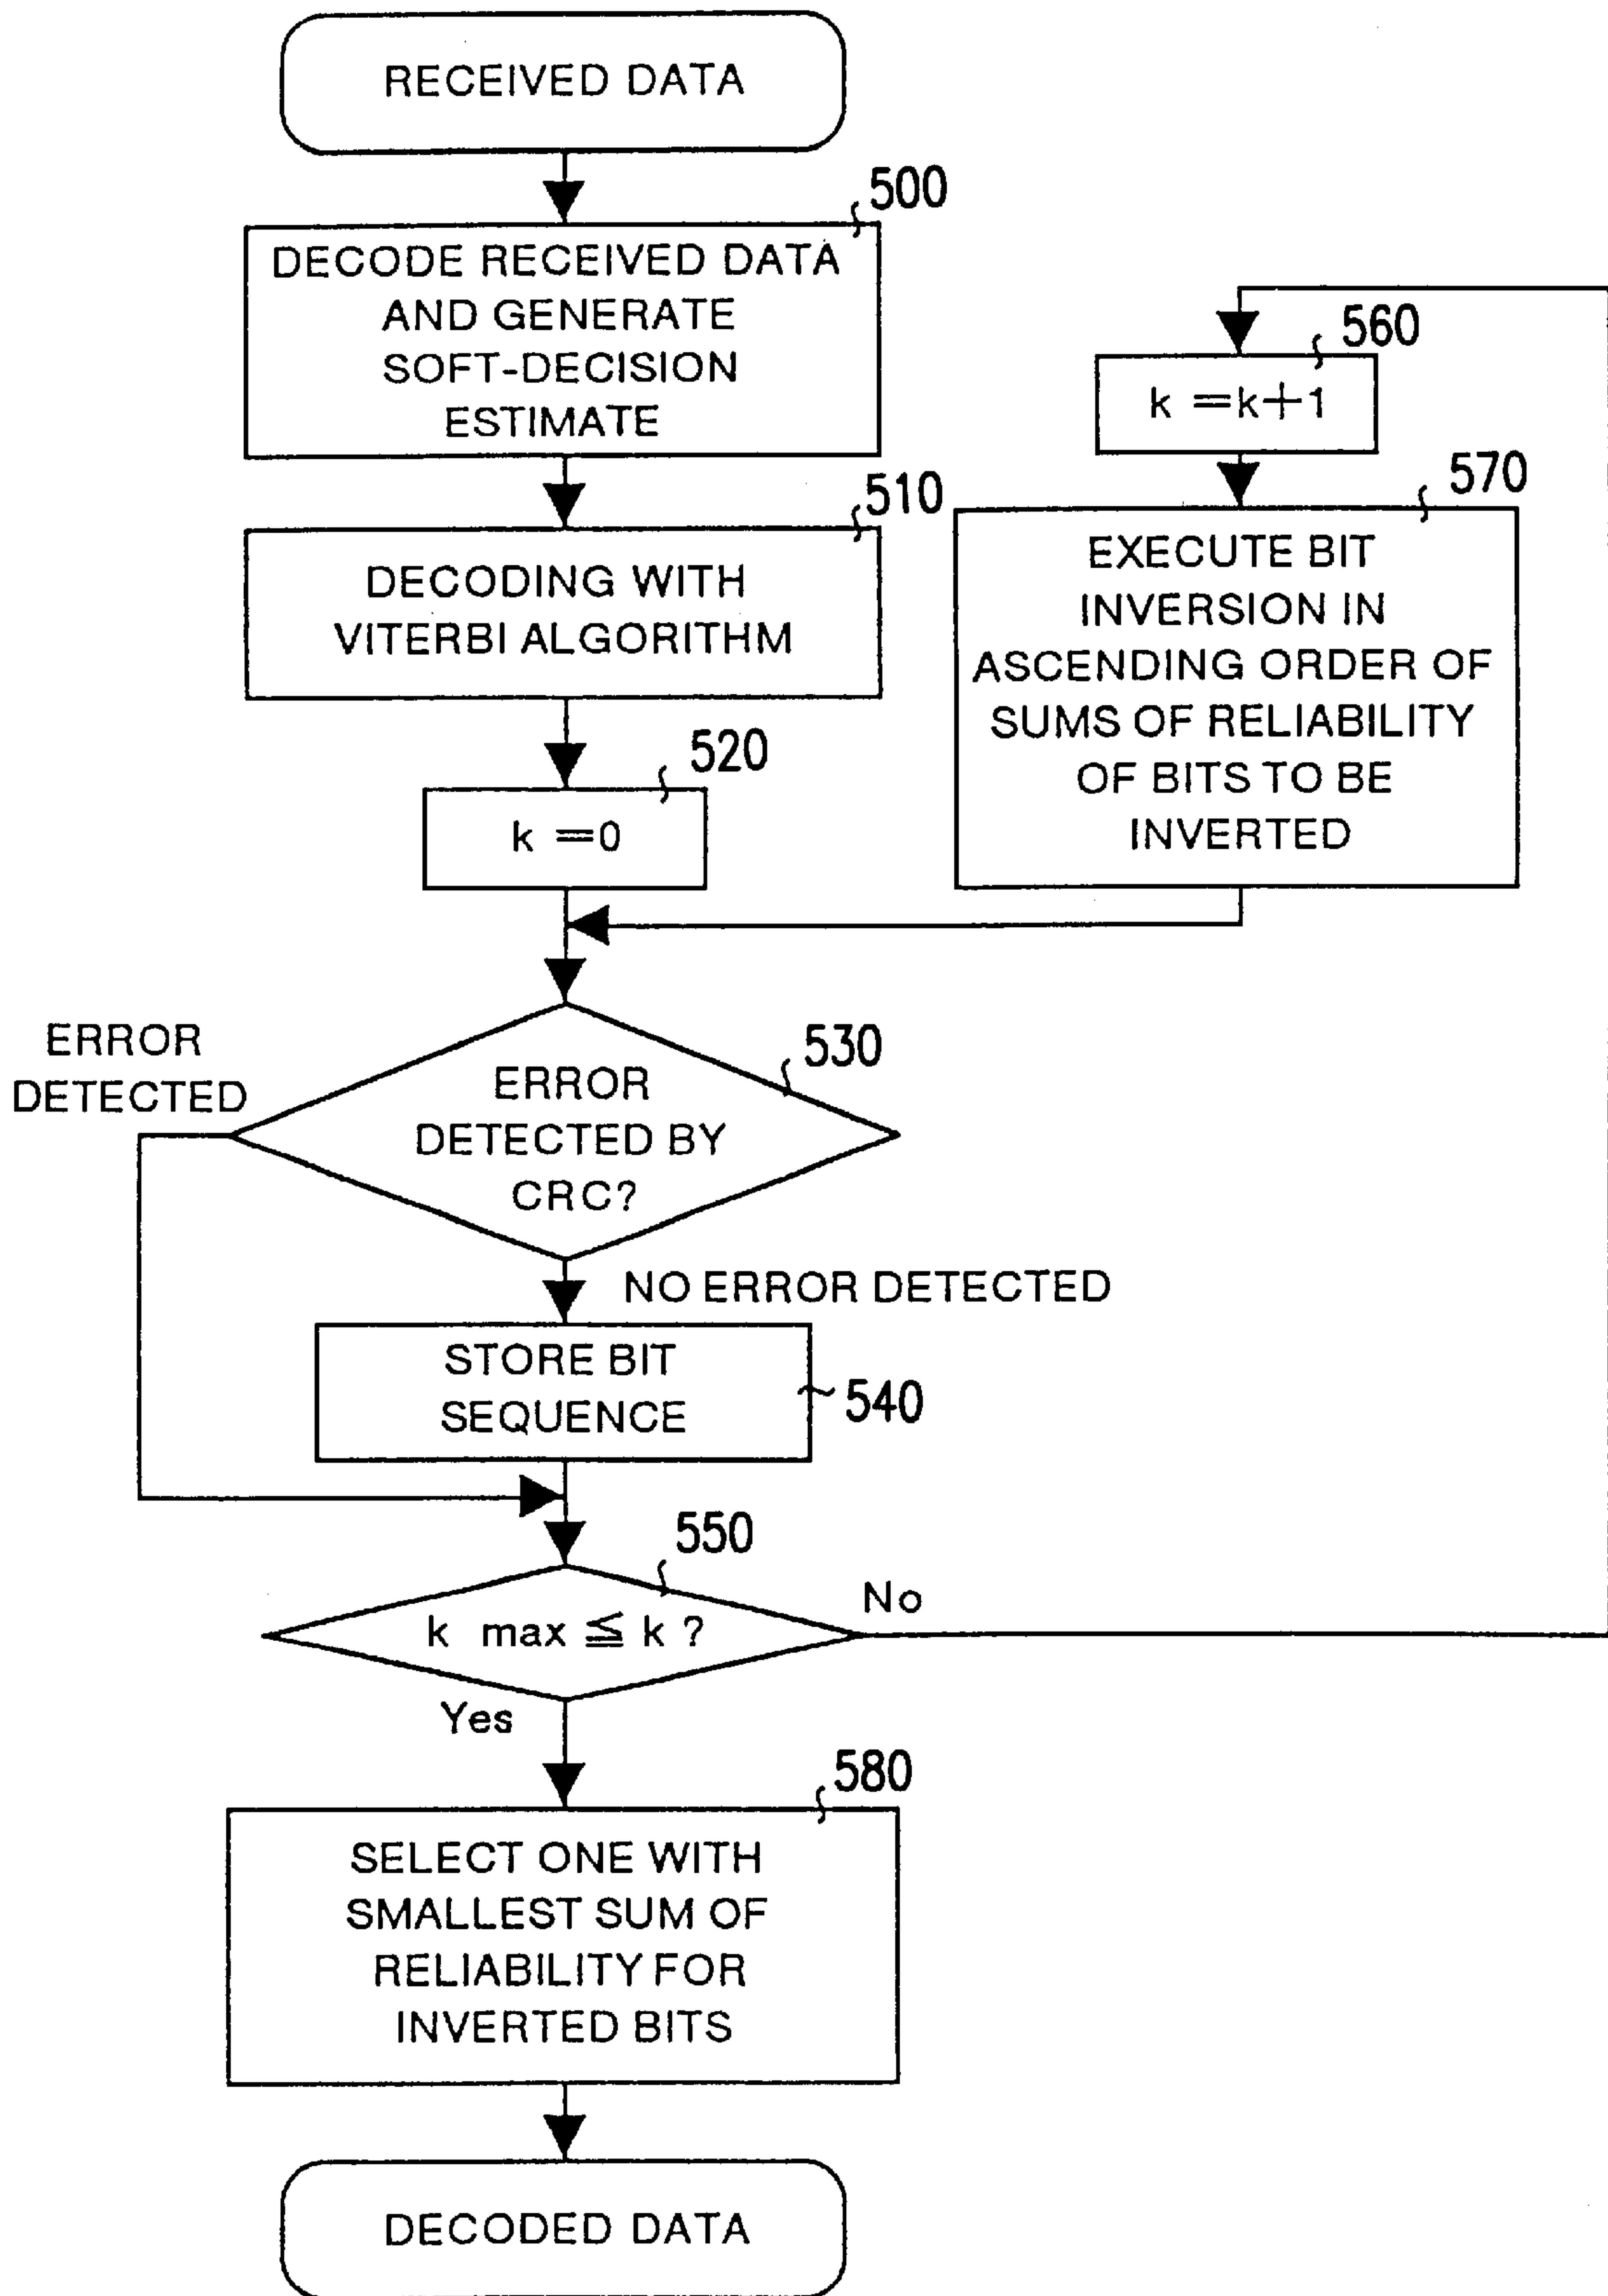 RECEIVED DATA
500
DECODE RECEIVED DATA
AND GENERATE
SOFT-DECISION
ESTIMATE
510
DECODING WITH
VITERBI ALGORITHM
520
k = 0
560
k = k+1
570
EXECUTE BIT
INVERSION IN
ASCENDING ORDER OF
SUMS OF RELIABILITY
OF BITS TO BE
INVERTED
530
ERROR
DETECTED BY
CRC?
ERROR
DETECTED
NO ERROR DETECTED
STORE BIT
SEQUENCE
540
550
k max ≦ k ?
No
Yes
580
SELECT ONE WITH
SMALLEST SUM OF
RELIABILITY FOR
INVERTED BITS
DECODED DATA